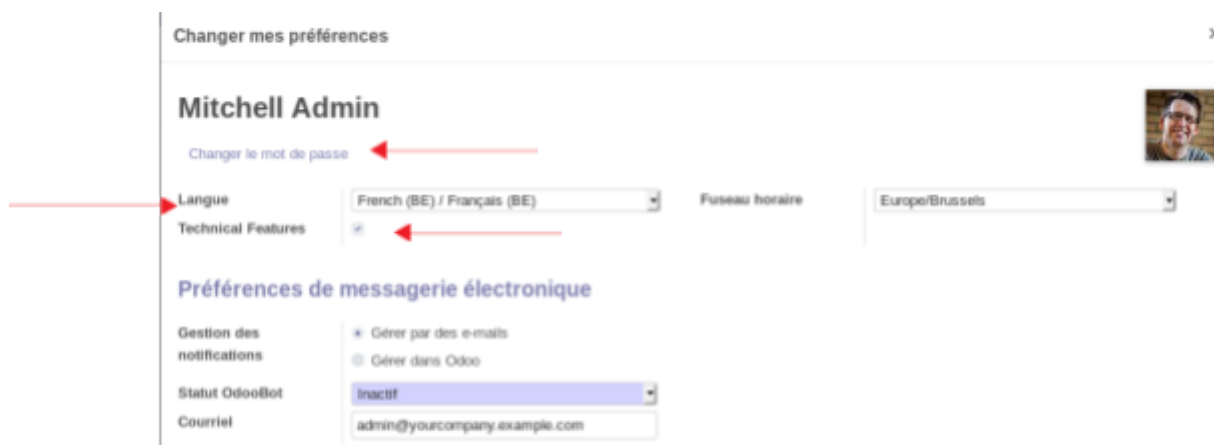 Changer mes préférences
Mitchell Admin
Changer le mot de passe
Langue French (BE) / Français (BE) Fuseau horaire Europe/Brussels
Technical Features
Préférences de messagerie électronique
Gestion des notifications
Gérer par des e-mails
Gérer dans Odoo
Statut OdooBot Inactif
Courriel admin@yourcompany.example.com